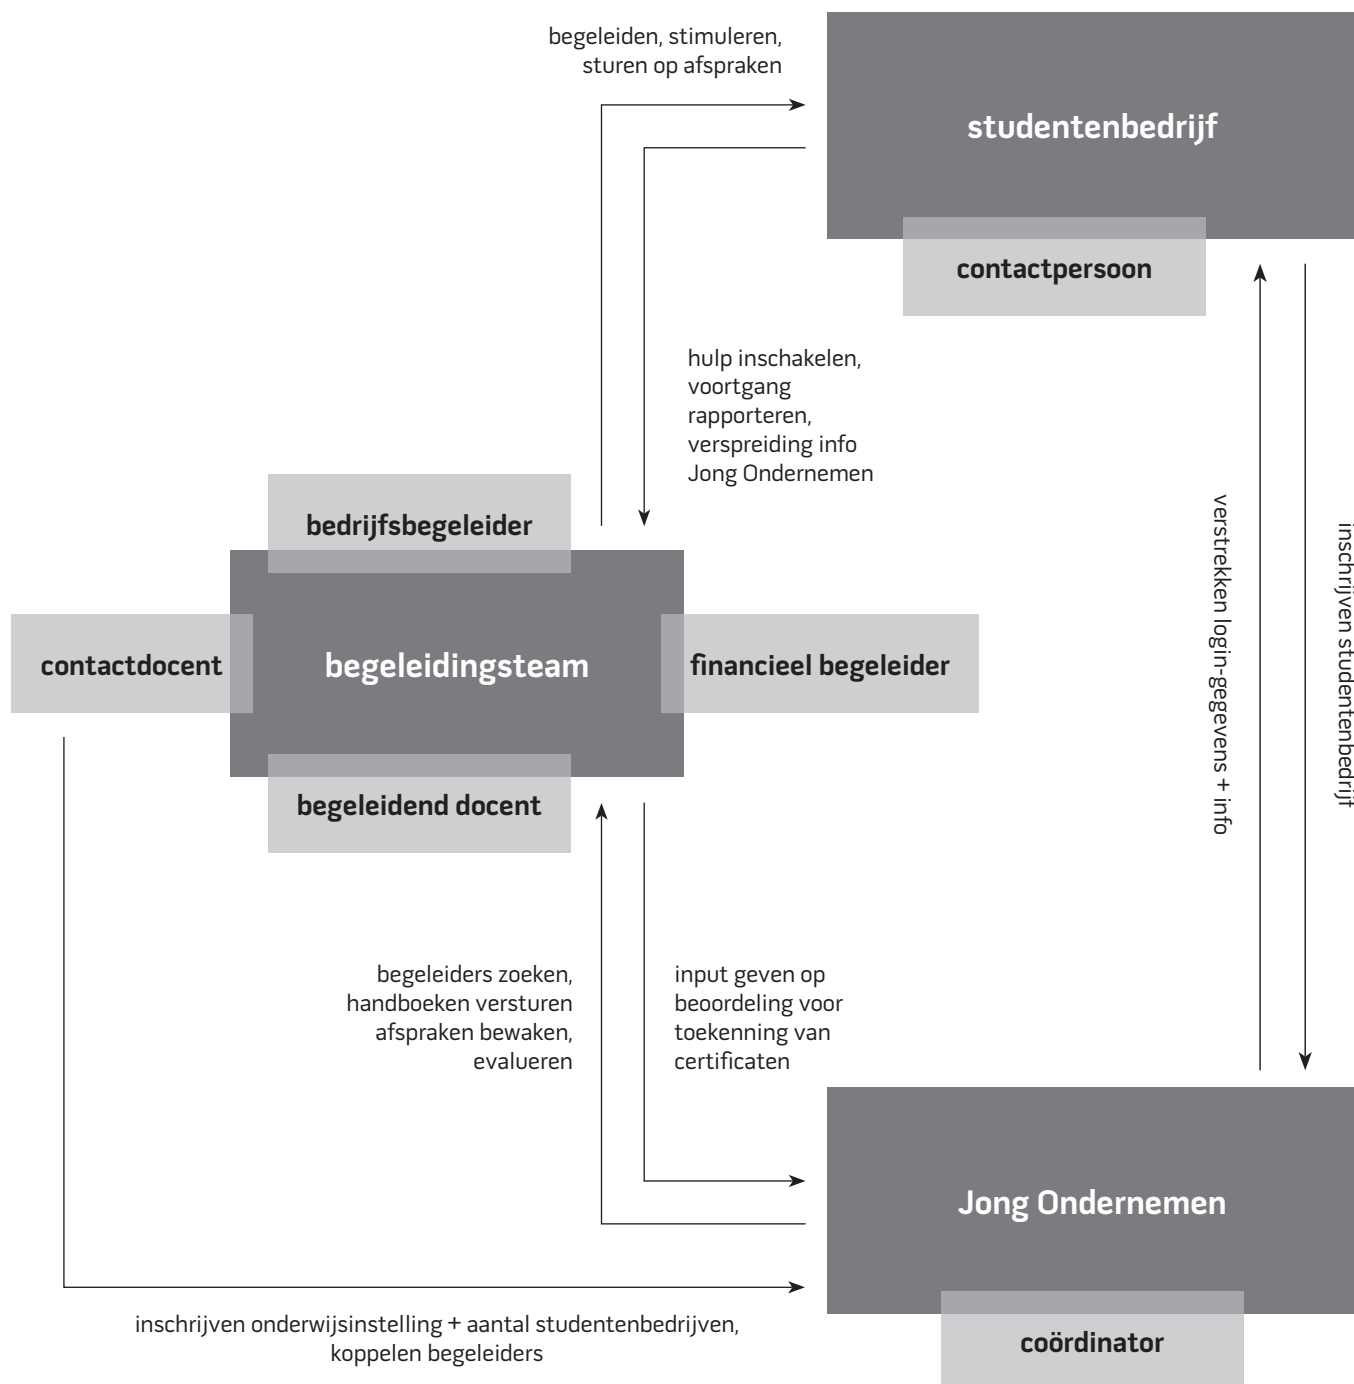 begeleiden, stimuleren,
sturen op afspraken
studentenbedrijf
contactpersoon
hulp inschakelen,
voortgang
rapporteren,
verspreiding info
Jong Ondernemen
bedrijfsbegeleider
contactdocent
begeleidingsteam
financieel begeleider
begeleidend docent
verstrekken login-gegevens + info
inschrijven studentenbedrijf
begeleiders zoeken,
handboeken versturen
afspraken bewaken,
evalueren
input geven op
beoordeling voor
toekenning van
certificaten
Jong Ondernemen
coördinator
inschrijven onderwijsinstelling + aantal studentenbedrijven,
koppelen begeleiders